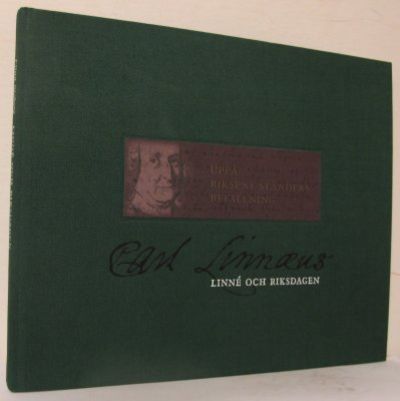 UPPÅ
RIKSENS STÄNDERS
BEFALLNING
Carl Linnæus
LINNÉ OCH RIKSDAGEN